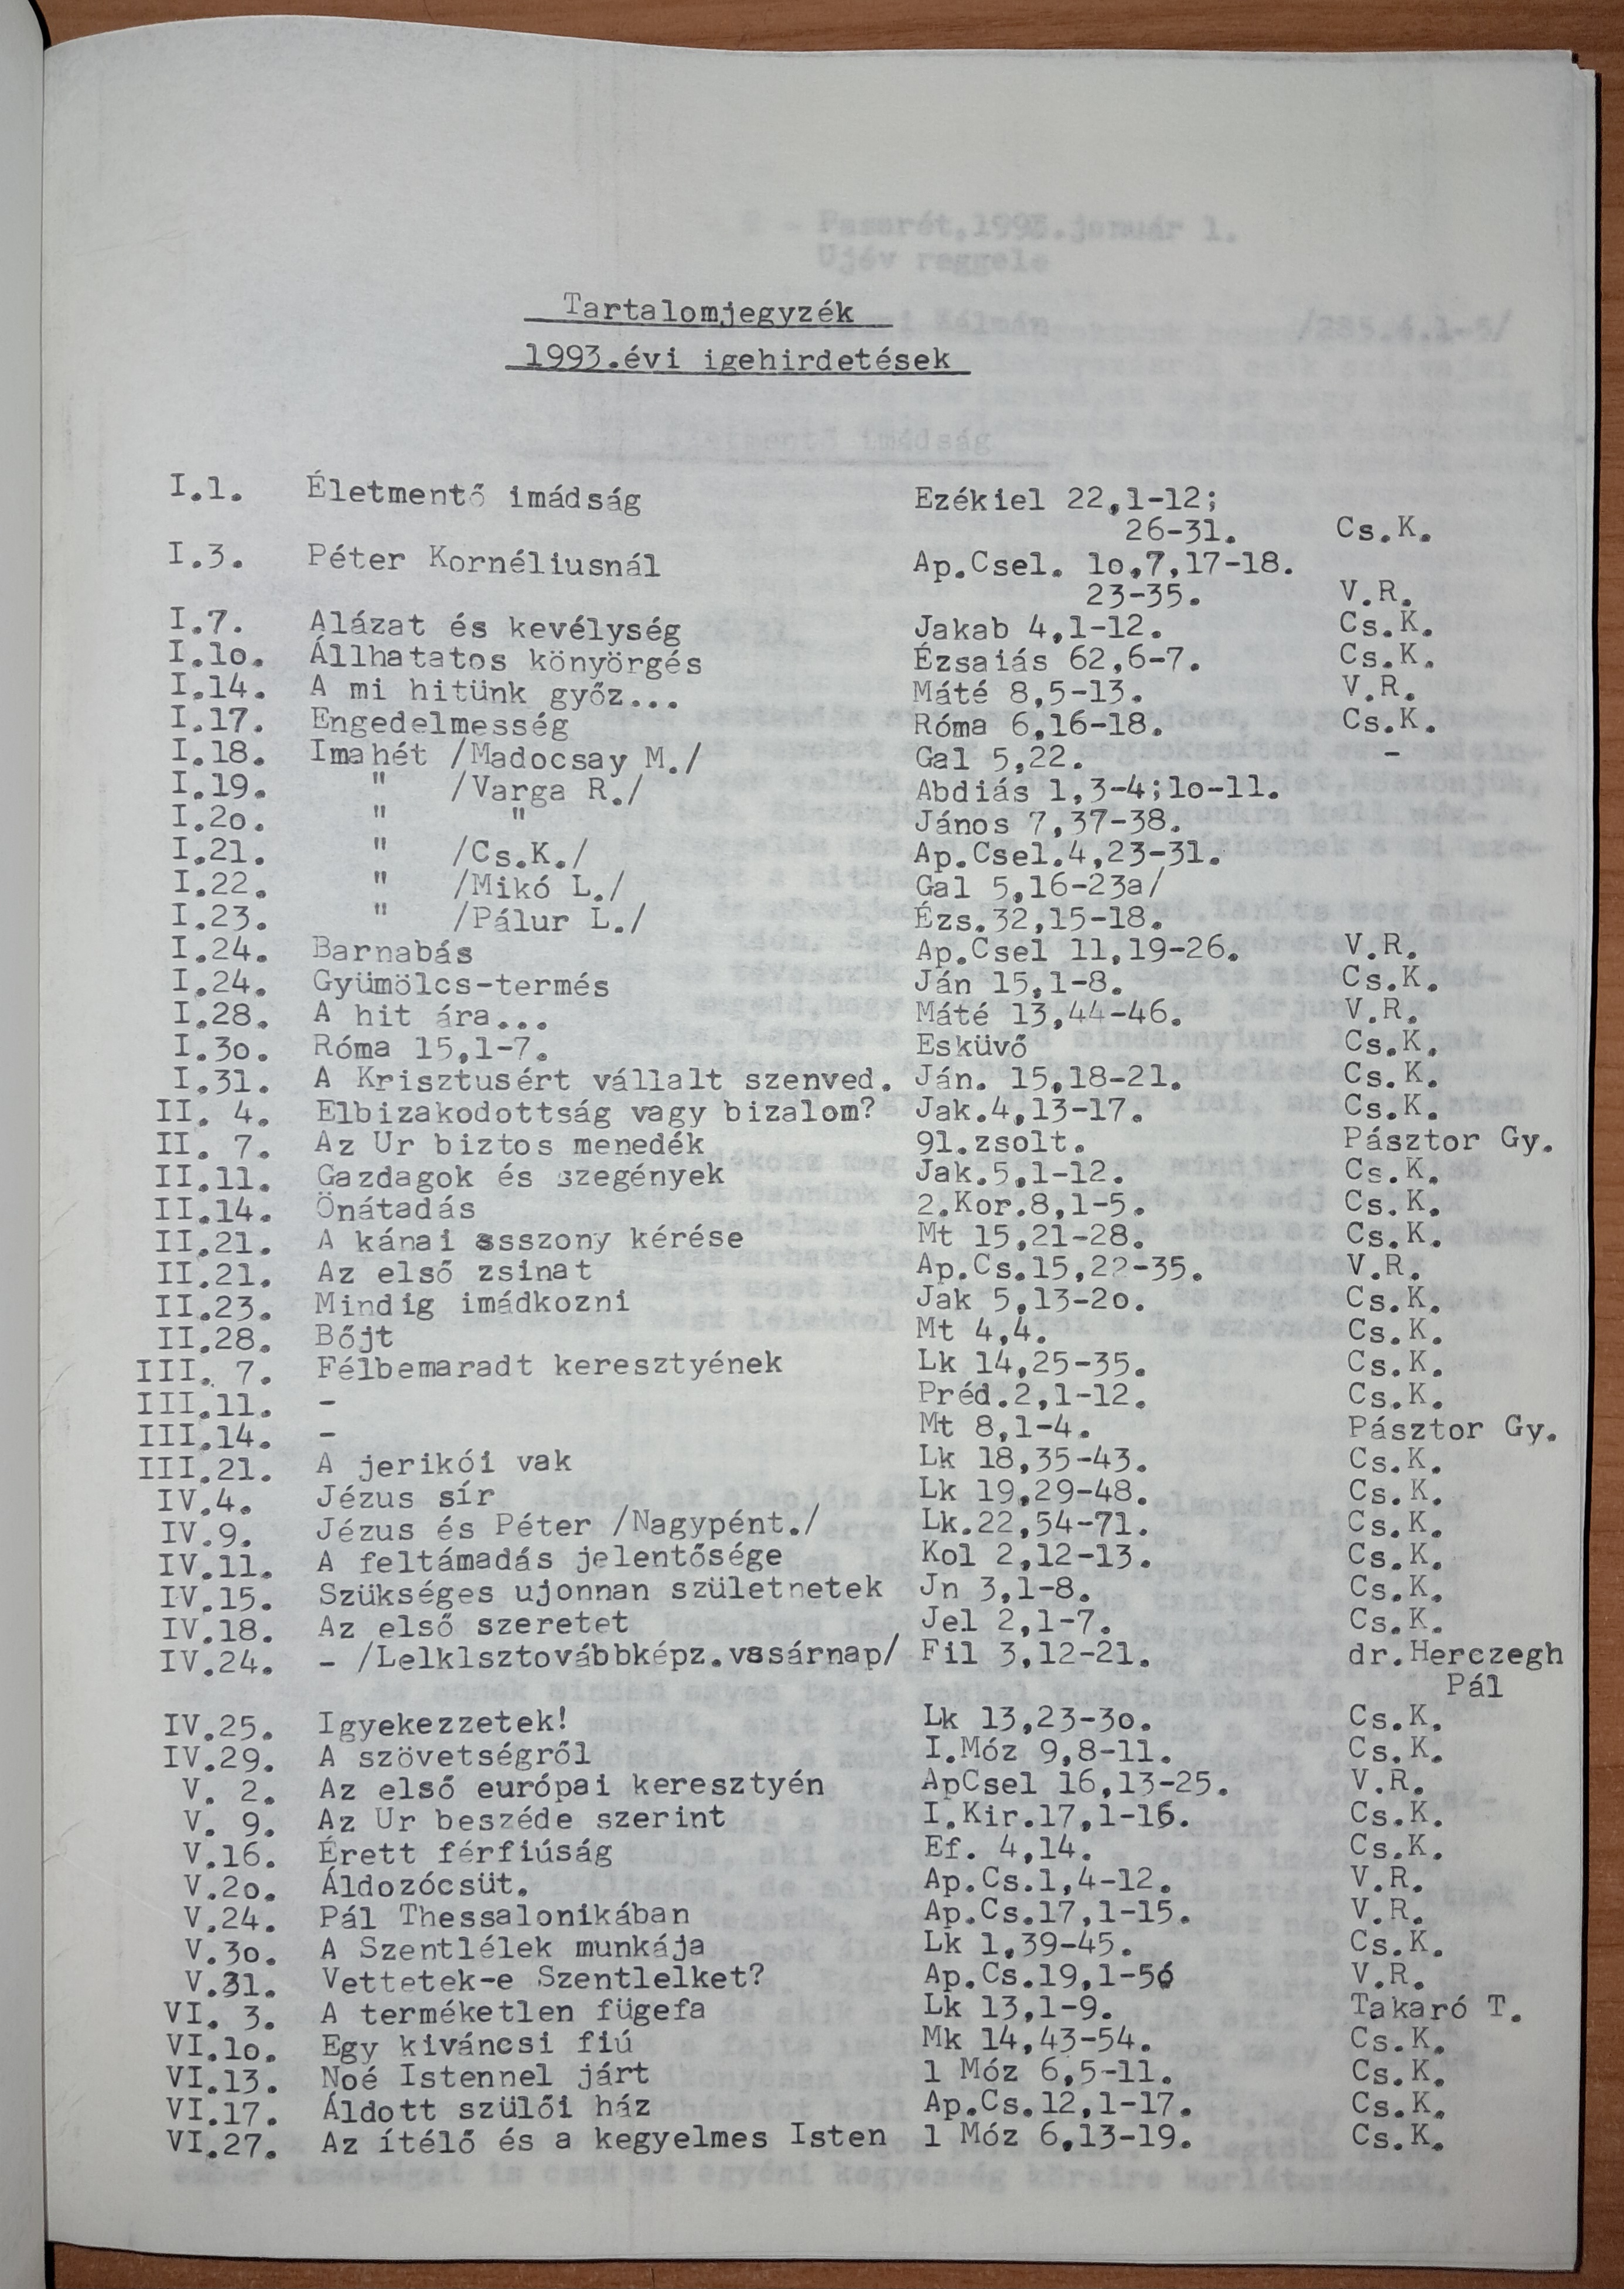 Tartalomjegyzék
1993.évi igehirdetések
I.1. Életmentő imádság Ezékiel 22,1-12;
26-31. Cs.K.
I.3. Péter Kornéliusnál Ap.Csel. 1o,7,17-18.
23-35. V.R.
I.7. Alázat és kevélység Jakab 4,1-12. Cs.K.
I.1o. Állhatatos könyörgés Ézsaiás 62,6-7. Cs.K.
I.14. A mi hitünk győz... Máté 8,5-13. V.R.
I.17. Engedelmesség Róma 6,16-18. Cs.K.
I.18. Imahét /Madocsay M./ Gal 5,22. -
I.19. " /Varga R./ Abdiás 1,3-4;1o-11.
I.2o. " " János 7,37-38.
I.21. " /Cs.K./ Ap.Csel.4,23-31.
I.22. " /Mikó L./ Gal 5,16-23a/
I.23. " /Pálur L./ Ézs.32,15-18.
I.24. Barnabás Ap.Csel 11,19-26. V.R.
I.24. Gyümölcs-termés Ján 15,1-8. Cs.K.
I.28. A hit ára... Máté 13,44-46. V.R.
I.3o. Róma 15,1-7. Esküvő Cs.K.
I.31. A Krisztusért vállalt szenved. Ján. 15,18-21. Cs.K.
II. 4. Elbizakodottság vagy bizalom? Jak.4,13-17. Cs.K.
II. 7. Az Ur biztos menedék 91.zsolt. Pásztor Gy.
II.11. Gazdagok és szegények Jak.5,1-12. Cs.K.
II.14. Önátadás 2.Kor.8,1-5. Cs.K.
II.21. A kánai asszony kérése Mt 15,21-28. Cs.K.
II.21. Az első zsinat Ap.Cs.15,22-35. V.R.
II.23. Mindig imádkozni Jak 5,13-2o. Cs.K.
II.28. Bőjt Mt 4,4. Cs.K.
III. 7. Félbemaradt keresztyének Lk 14,25-35. Cs.K.
III.11. - Préd.2,1-12. Cs.K.
III.14. - Mt 8,1-4. Pásztor Gy.
III.21. A jerikói vak Lk 18,35-43. Cs.K.
IV.4. Jézus sír Lk 19,29-48. Cs.K.
IV.9. Jézus és Péter /Nagypént./ Lk.22,54-71. Cs.K.
IV.11. A feltámadás jelentősége Kol 2,12-13. Cs.K.
IV.15. Szükséges ujonnan születnetek Jn 3,1-8. Cs.K.
IV.18. Az első szeretet Jel 2,1-7. Cs.K.
IV.24. - /Lelklsztovábbképz.vasárnap/ Fil 3,12-21. dr.Herczegh
Pál
IV.25. Igyekezzetek! Lk 13,23-3o. Cs.K.
IV.29. A szövetségről I.Móz 9,8-11. Cs.K.
V. 2. Az első európai keresztyén ApCsel 16,13-25. V.R.
V. 9. Az Ur beszéde szerint I.Kir.17,1-16. Cs.K.
V.16. Érett férfiúság Ef. 4,14. Cs.K.
V.2o. Áldozócsüt. Ap.Cs.1,4-12. V.R.
V.24. Pál Thessalonikában Ap.Cs.17,1-15. V.R.
V.3o. A Szentlélek munkája Lk 1,39-45. Cs.K.
V.31. Vettetek-e Szentlelket? Ap.Cs.19,1-56 V.R.
VI. 3. A terméketlen fügefa Lk 13,1-9. Takaró T.
VI.1o. Egy kiváncsi fiú Mk 14,43-54. Cs.K.
VI.13. Noé Istennel járt 1 Móz 6,5-11. Cs.K.
VI.17. Áldott szülői ház Ap.Cs.12,1-17. Cs.K.
VI.27. Az ítélő és a kegyelmes Isten 1 Móz 6,13-19. Cs.K.